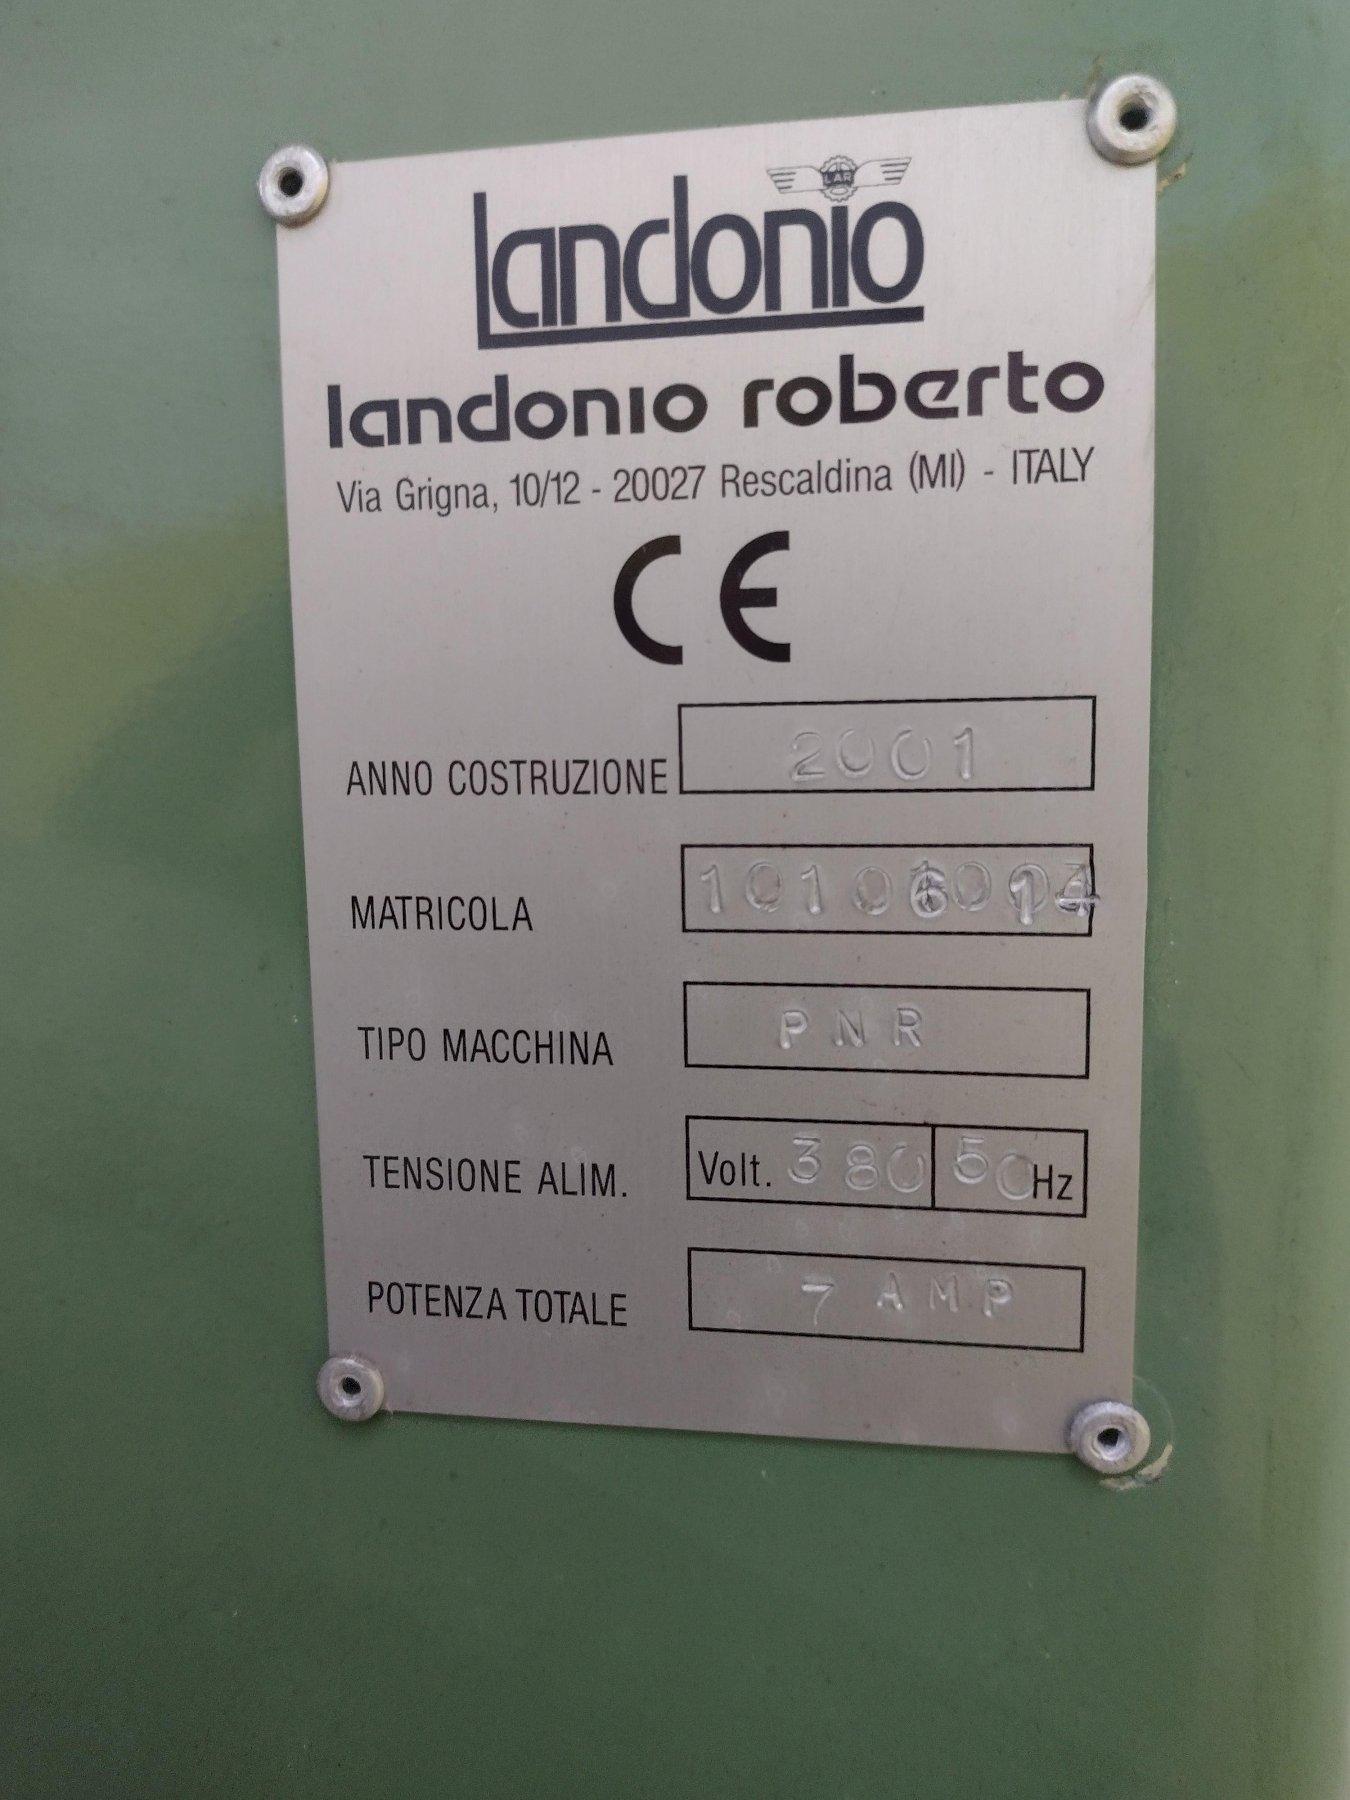 LAR
landonio
landonio roberto
Via Grigna, 10/12 - 20027 Rescaldina (MI) - ITALY
CE
ANNO COSTRUZIONE 2001
MATRICOLA
TIPO MACCHINA PNR
TENSIONE ALIM. Volt. 380 50 Hz
POTENZA TOTALE 7 AMP